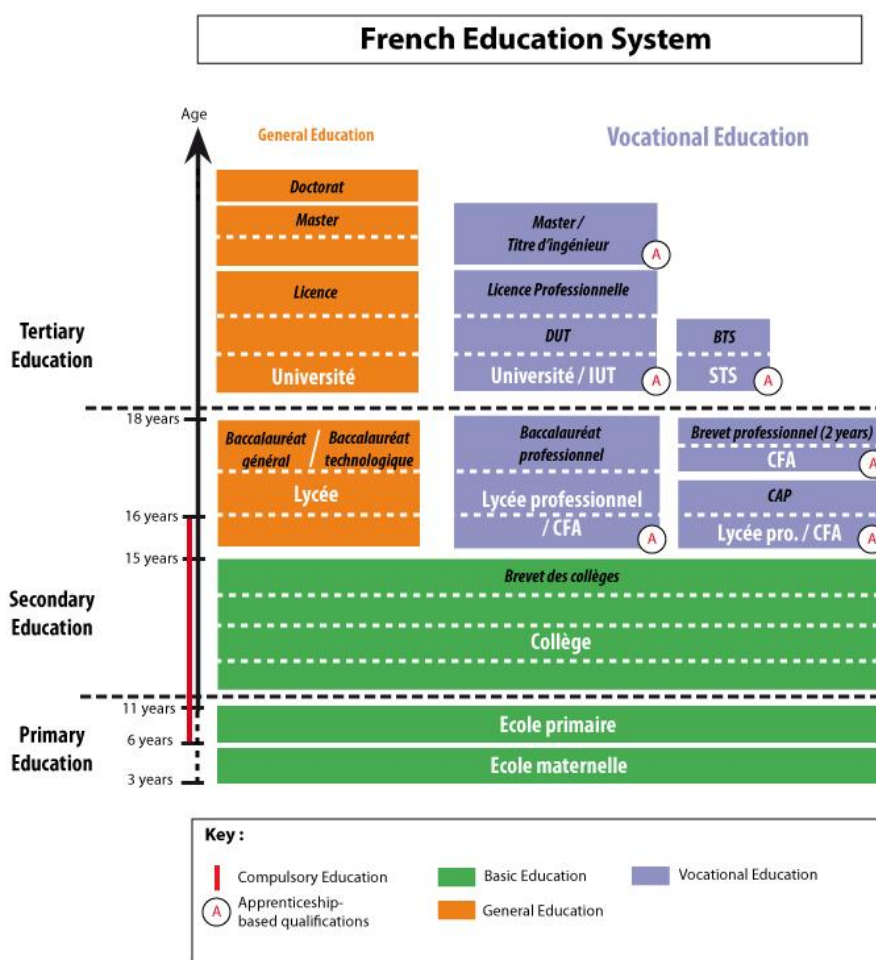 French Education System
Age
General Education
Vocational Education
Doctorat
Master
Licence
Université
Master /
Titre d'ingénieur
A
Licence Professionnelle
DUT
Université / IUT
A
BTS
STS
A
Tertiary
Education
18 years
Baccalauréat
général
/
Baccalauréat
technologique
Lycée
Baccalauréat
professionnel
Lycée professionnel
/ CFA
A
Brevet professionnel (2 years)
CFA
A
CAP
Lycée pro. / CFA
A
16 years
15 years
Secondary
Education
Brevet des collèges
Collège
11 years
Primary
Education
6 years
3 years
Ecole primaire
Ecole maternelle
Key :
Compulsory Education
A
Apprenticeship-
based qualifications
Basic Education
General Education
Vocational Education